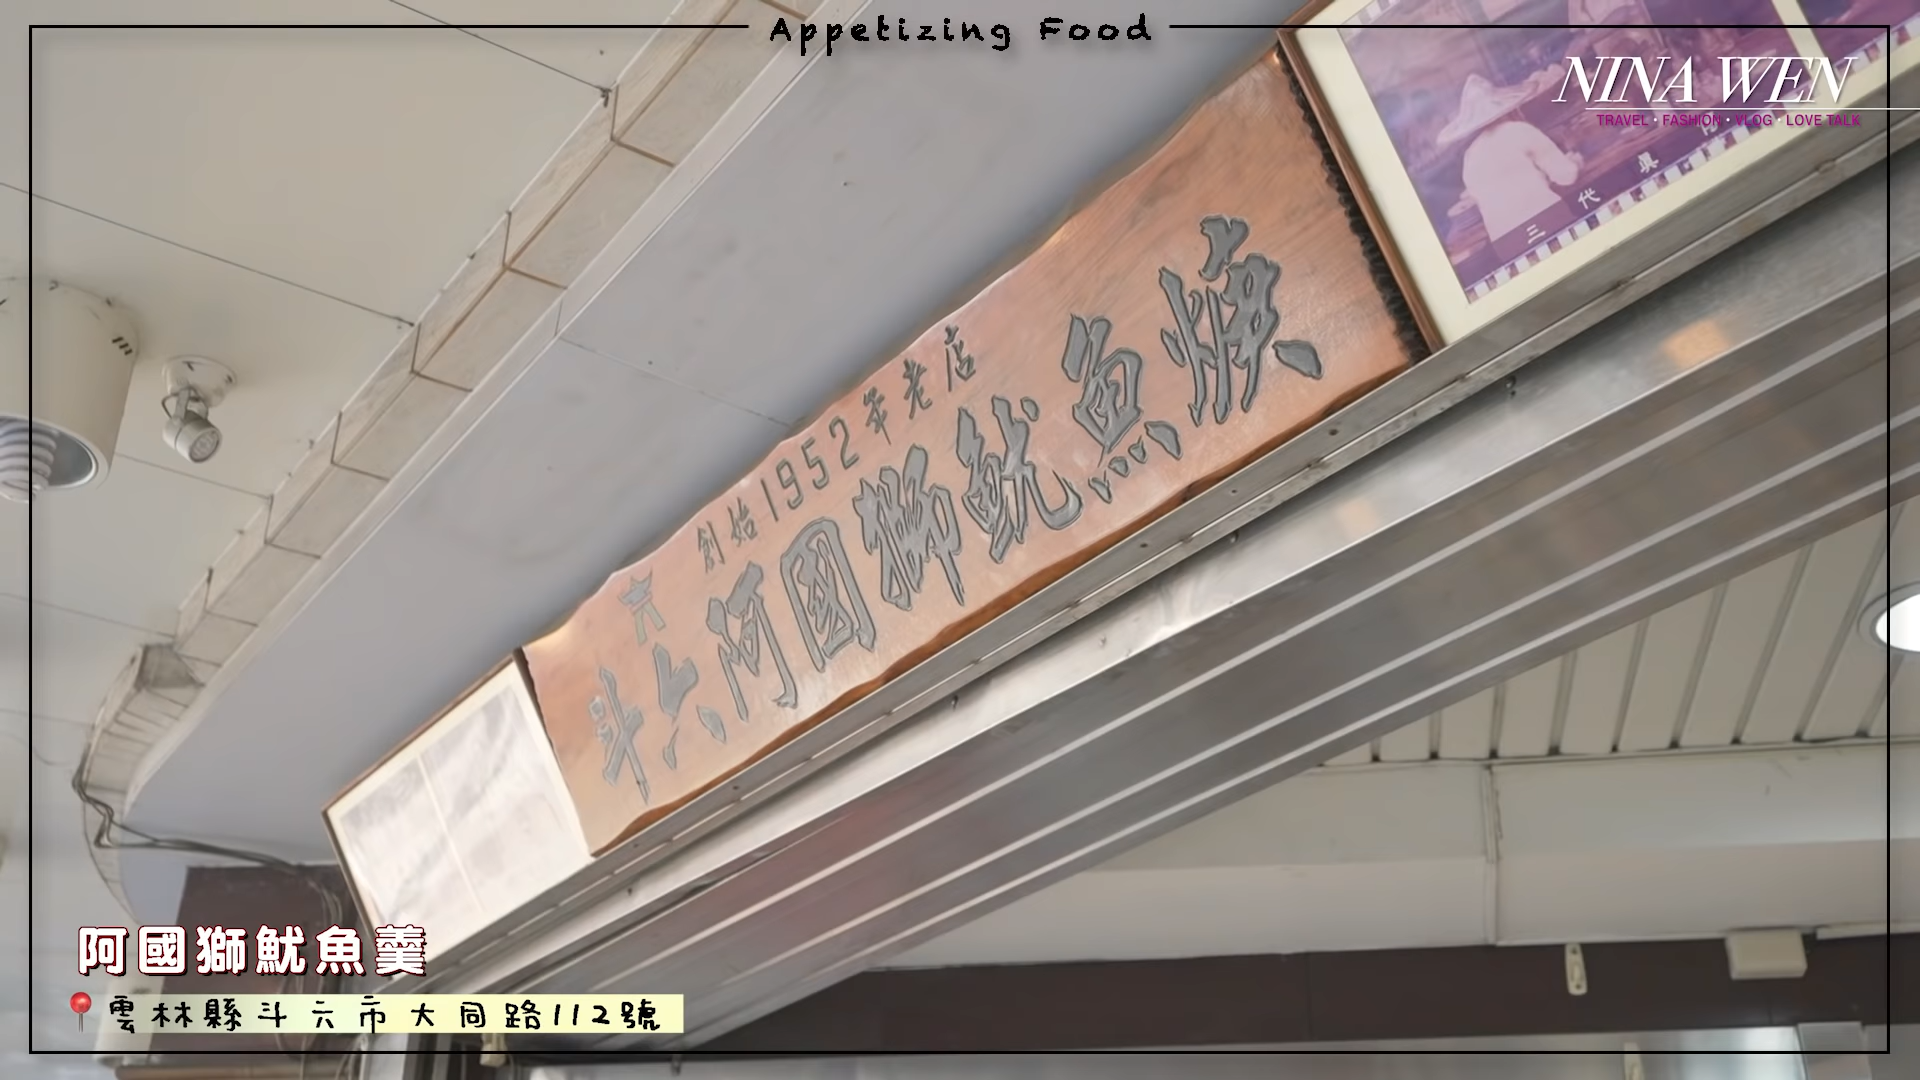 Appetizing Food
NINA WEN
TRAVEL · FASHION · VLOG · LOVE TALK
三代真
創始1952年老店
斗六阿國獅魷魚焿
阿國獅魷魚羹
雲林縣斗六市大同路112號